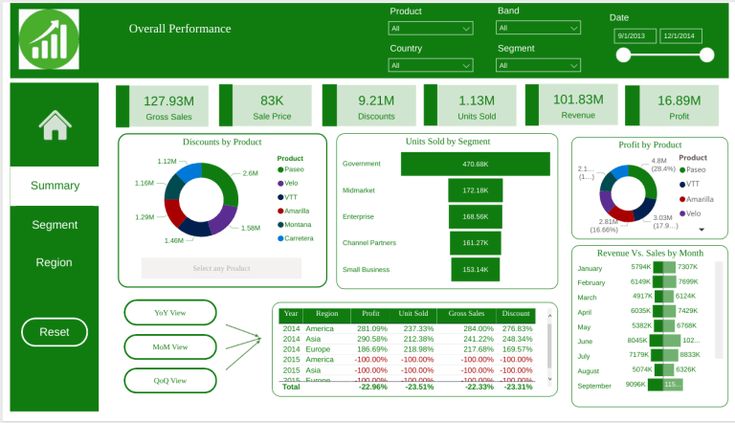 Overall Performance
Product
All
Band
All
Country
All
Segment
All
Date
9/1/2013
12/1/2014
127.93M
Gross Sales
83K
Sale Price
9.21M
Discounts
1.13M
Units Sold
101.83M
Revenue
16.89M
Profit
Summary
Segment
Region
Reset
Discounts by Product
1.12M
2.6M
1.16M
1.29M
1.46M
1.58M
Product
Paseo
Velo
VTT
Amarilla
Montana
Carretera
Select any Product
Units Sold by Segment
Government 470.68K
Midmarket 172.18K
Enterprise 168.56K
Channel Partners 161.27K
Small Business 153.14K
Profit by Product
2.1...
(1...)
4.8M
(28.4%)
2.81M
(16.66%)
3.03M
(17.9...)
Product
Paseo
VTT
Amarilla
Velo
Revenue Vs. Sales by Month
January 5794K 7307K
February 6149K 7699K
March 4917K 6124K
April 6035K 7429K
May 5382K 6768K
June 8045K 102...
July 7179K 8833K
August 5074K 6326K
September 9096K 115...
YoY View
MoM View
QoQ View
Year Region Profit Unit Sold Gross Sales Discount
2014 America 281.09% 237.33% 284.00% 276.83%
2014 Asia 290.58% 212.38% 241.22% 248.34%
2014 Europe 186.69% 218.98% 217.68% 169.57%
2015 America -100.00% -100.00% -100.00% -100.00%
2015 Asia -100.00% -100.00% -100.00% -100.00%
2015 Europe -100.00% -100.00% -100.00% -100.00%
Total -22.96% -23.51% -22.33% -23.31%